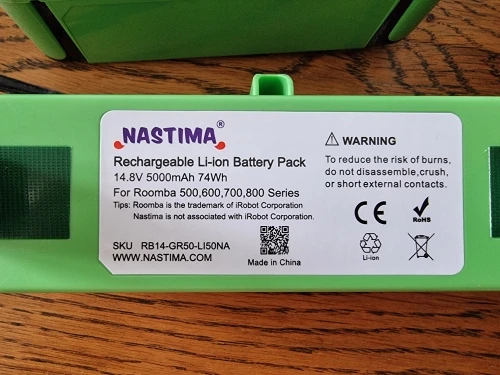 NASTIMA®
Rechargeable Li-ion Battery Pack
14.8V 5000mAh 74Wh
For Roomba 500,600,700,800 Series
Tips: Roomba is the trademark of iRobot Corporation.
Nastima is not associated with iRobot Corporation.
SKU RB14-GR50-LI50NA
WWW.NASTIMA.COM
Made in China
WARNING
To reduce the risk of burns,
do not disassemble,crush,
or short external contacts.
CE
RoHS
Li-ion